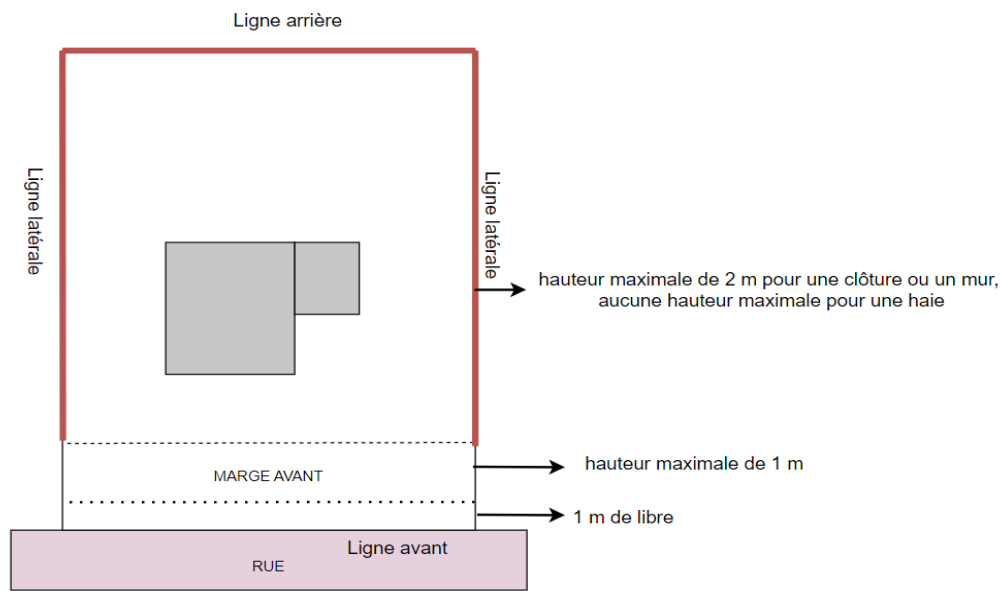 Ligne arrière
Ligne latérale
Ligne latérale
hauteur maximale de 2 m pour une clôture ou un mur,
aucune hauteur maximale pour une haie
MARGE AVANT
hauteur maximale de 1 m
1 m de libre
Ligne avant
RUE